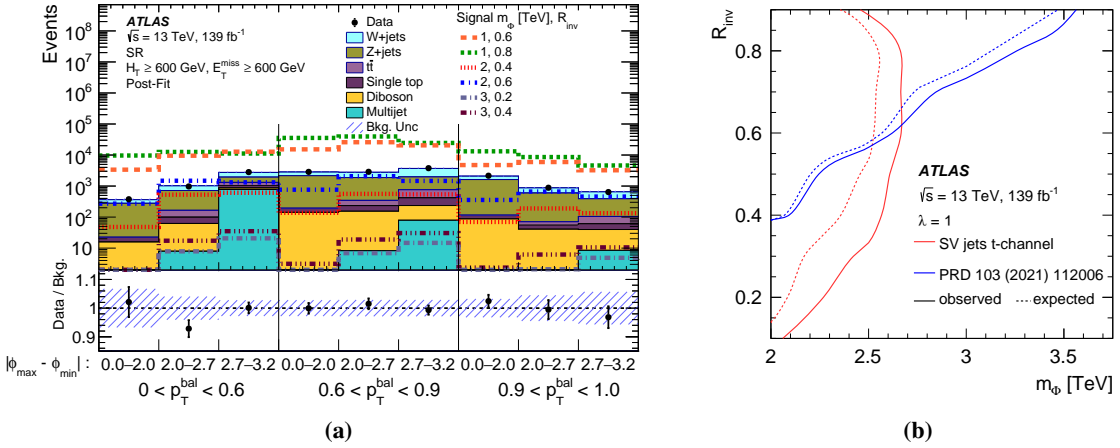 Events
10⁸
10⁷
10⁶
10⁵
10⁴
10³
10²
10
ATLAS
√s = 13 TeV, 139 fb⁻¹
SR
H_T ≥ 600 GeV, E_T^miss ≥ 600 GeV
Post-Fit
Data
W+jets
Z+jets
tt̄
Single top
Diboson
Multijet
Bkg. Unc
Signal m_Φ [TeV], R_inv
1, 0.6
1, 0.8
2, 0.4
2, 0.6
3, 0.2
3, 0.4
Data / Bkg.
1.1
1
0.9
|ϕ_max - ϕ_min| : 0.0–2.0 2.0–2.7 2.7–3.2 0.0–2.0 2.0–2.7 2.7–3.2 0.0–2.0 2.0–2.7 2.7–3.2
0 < p_T^bal < 0.6 0.6 < p_T^bal < 0.9 0.9 < p_T^bal < 1.0
(a)
R_inv
0.8
0.6
0.4
0.2
ATLAS
√s = 13 TeV, 139 fb⁻¹
λ = 1
SV jets t-channel
PRD 103 (2021) 112006
observed expected
2 2.5 3 3.5
m_Φ [TeV]
(b)